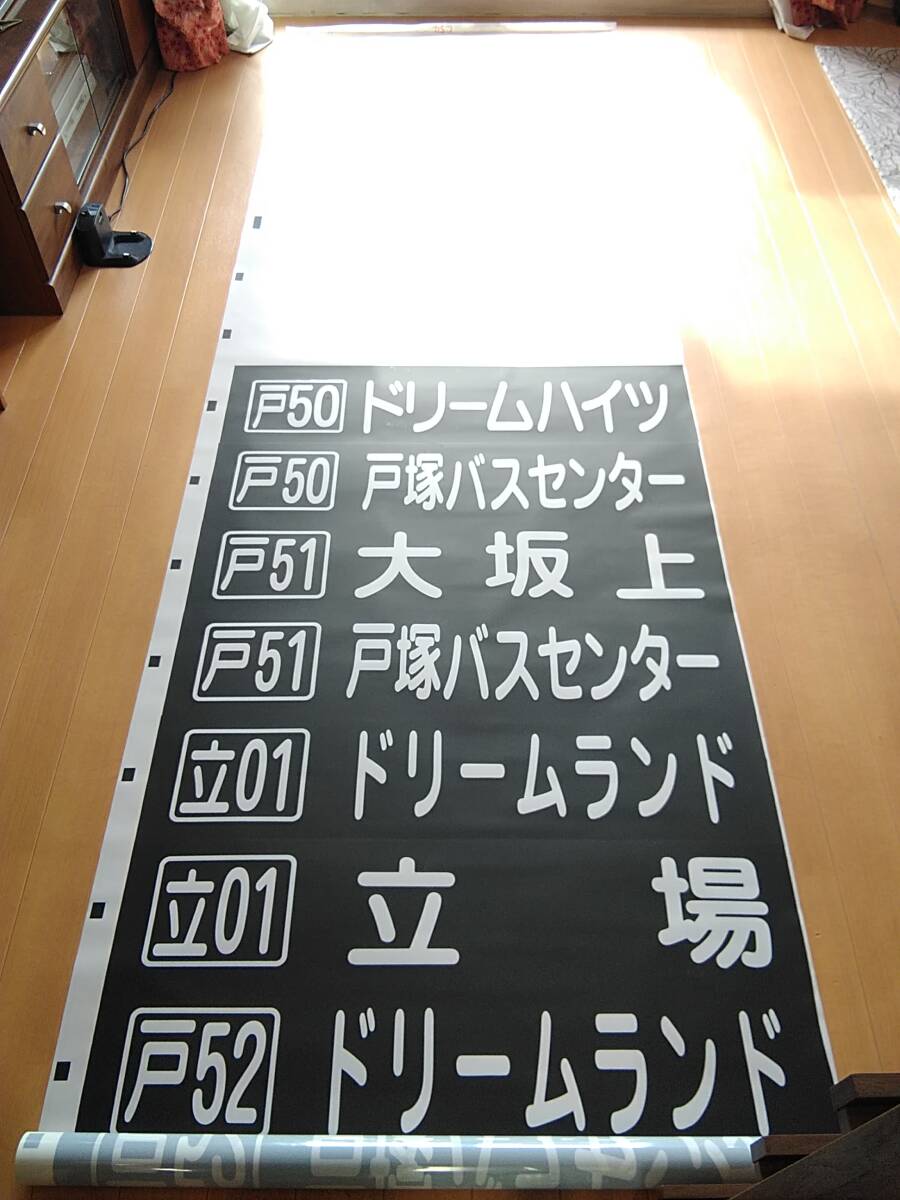 戸50 ドリームハイツ
戸50 戸塚バスセンター
戸51 大坂上
戸51 戸塚バスセンター
立01 ドリームランド
立01 立場
戸52 ドリームランド